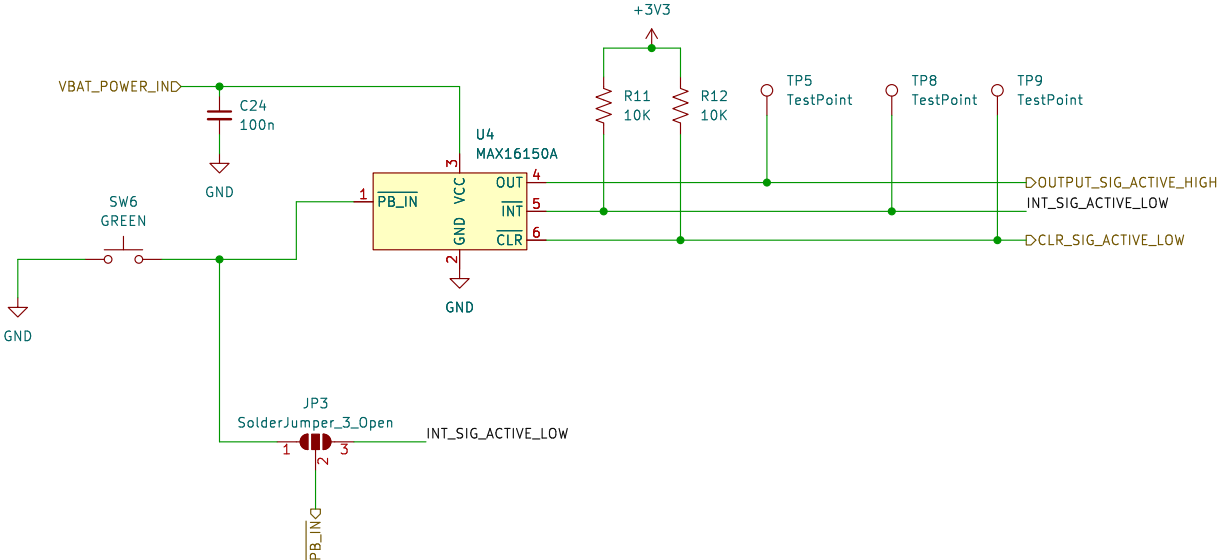 +3V3
VBAT_POWER_IN
C24
100n
GND
R11
10K
R12
10K
TP5
TestPoint
TP8
TestPoint
TP9
TestPoint
U4
MAX16150A
3
VCC
1
PB_IN
OUT
4
INT
5
CLR
6
GND
2
GND
OUTPUT_SIG_ACTIVE_HIGH
INT_SIG_ACTIVE_LOW
CLR_SIG_ACTIVE_LOW
SW6
GREEN
GND
JP3
SolderJumper_3_Open
1
2
3
INT_SIG_ACTIVE_LOW
PB_IN